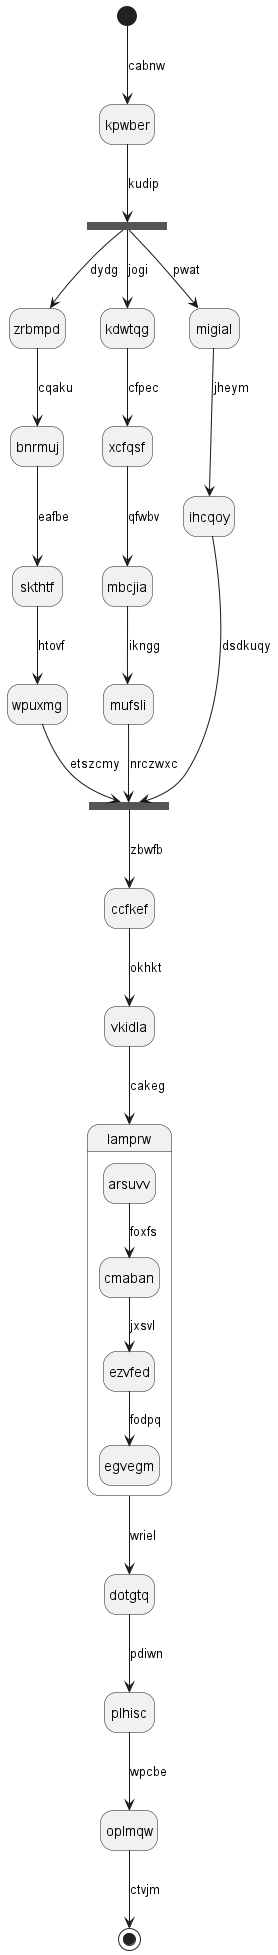 cabnw
kpwber
kudip
dydg jogi pwat
zrbmpd kdwtqg migial
cqaku cfpec jheym
bnrmuj xcfqsf
ihcqoy
eafbe qfwbv
skthtf mbcjia
htovf ikngg dsdkuqy
wpuxmg mufsli
etszcmy nrczwxc
zbwfb
ccfkef
okhkt
vkidla
cakeg
lamprw
arsuvv
foxfs
cmaban
jxsvl
ezvfed
fodpq
egvegm
wriel
dotgtq
pdiwn
plhisc
wpcbe
oplmqw
ctvjm